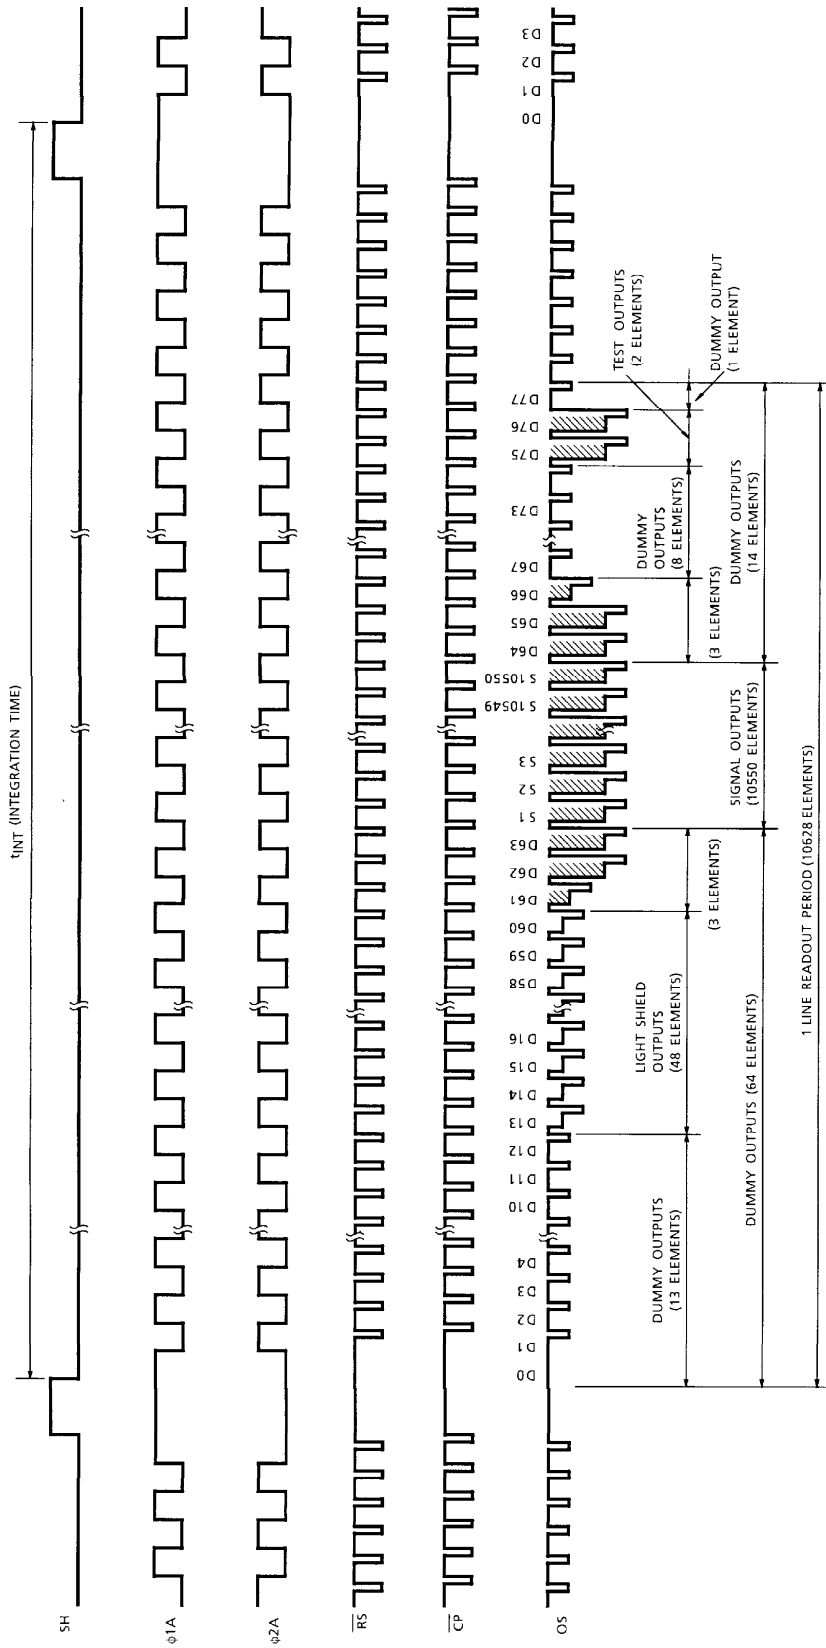 tINT (INTEGRATION TIME)
SH
φ1A
φ2A
RS
CP
OS
D0 D1 D2 D3 D4 D10 D11 D12 D13 D14 D15 D16 D58 D59 D60 D61 D62 D63 S1 S2 S3 S10549 S10550 D64 D65 D66 D67 D73 D75 D76 D77 D0 D1 D2 D3
DUMMY OUTPUTS
(13 ELEMENTS)
LIGHT SHIELD
OUTPUTS
(48 ELEMENTS)
(3 ELEMENTS)
(3 ELEMENTS)
DUMMY
OUTPUTS
(8 ELEMENTS)
TEST OUTPUTS
(2 ELEMENTS)
DUMMY OUTPUT
(1 ELEMENT)
DUMMY OUTPUTS (64 ELEMENTS)
SIGNAL OUTPUTS
(10550 ELEMENTS)
DUMMY OUTPUTS
(14 ELEMENTS)
1 LINE READOUT PERIOD (10628 ELEMENTS)